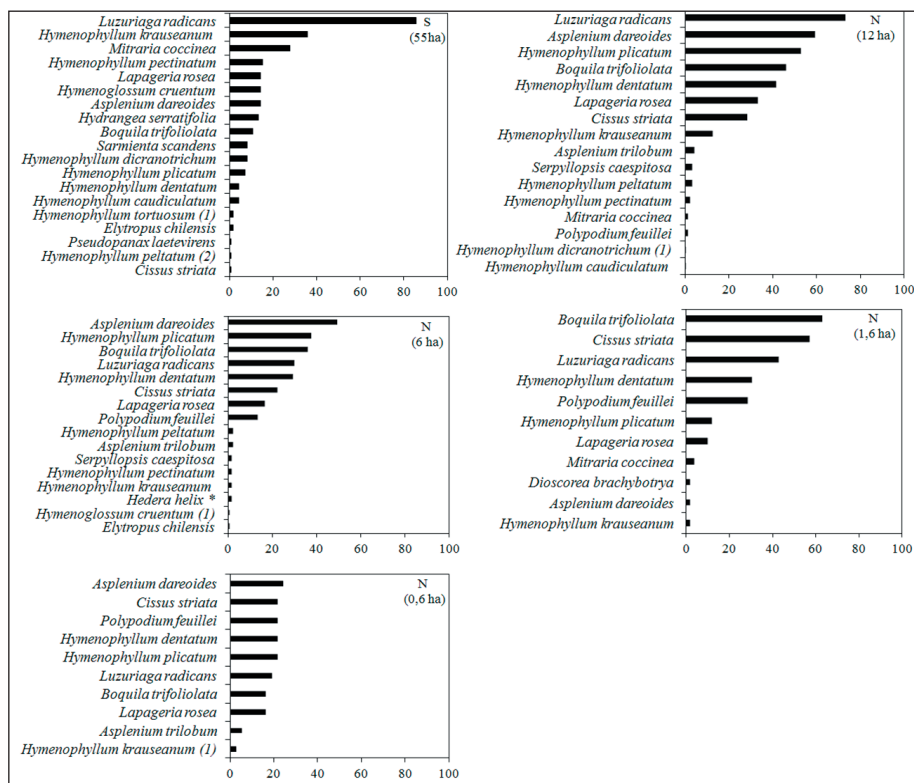 Luzuriaga radicans
Hymenophyllum krauseanum
Mitraria coccinea
Hymenophyllum pectinatum
Lapageria rosea
Hymenoglossum cruentum
Asplenium dareoides
Hydrangea serratifolia
Boquila trifoliolata
Sarmienta scandens
Hymenophyllum dicranotrichum
Hymenophyllum plicatum
Hymenophyllum dentatum
Hymenophyllum caudiculatum
Hymenophyllum tortuosum (1)
Elytropus chilensis
Pseudopanax laetevirens
Hymenophyllum peltatum (2)
Cissus striata
S
(55ha)
0 20 40 60 80 100
Luzuriaga radicans
Asplenium dareoides
Hymenophyllum plicatum
Boquila trifoliolata
Hymenophyllum dentatum
Lapageria rosea
Cissus striata
Hymenophyllum krauseanum
Asplenium trilobum
Serpyllopsis caespitosa
Hymenophyllum peltatum
Hymenophyllum pectinatum
Mitraria coccinea
Polypodium feuillei
Hymenophyllum dicranotrichum (1)
Hymenophyllum caudiculatum
N
(12 ha)
0 20 40 60 80 100
Asplenium dareoides
Hymenophyllum plicatum
Boquila trifoliolata
Luzuriaga radicans
Hymenophyllum dentatum
Cissus striata
Lapageria rosea
Polypodium feuillei
Hymenophyllum peltatum
Asplenium trilobum
Serpyllopsis caespitosa
Hymenophyllum pectinatum
Hymenophyllum krauseanum
Hedera helix *
Hymenoglossum cruentum (1)
Elytropus chilensis
N
(6 ha)
0 20 40 60 80 100
Boquila trifoliolata
Cissus striata
Luzuriaga radicans
Hymenophyllum dentatum
Polypodium feuillei
Hymenophyllum plicatum
Lapageria rosea
Mitraria coccinea
Dioscorea brachybotrya
Asplenium dareoides
Hymenophyllum krauseanum
N
(1,6 ha)
0 20 40 60 80 100
Asplenium dareoides
Cissus striata
Polypodium feuillei
Hymenophyllum dentatum
Hymenophyllum plicatum
Luzuriaga radicans
Boquila trifoliolata
Lapageria rosea
Asplenium trilobum
Hymenophyllum krauseanum (1)
N
(0,6 ha)
0 20 40 60 80 100